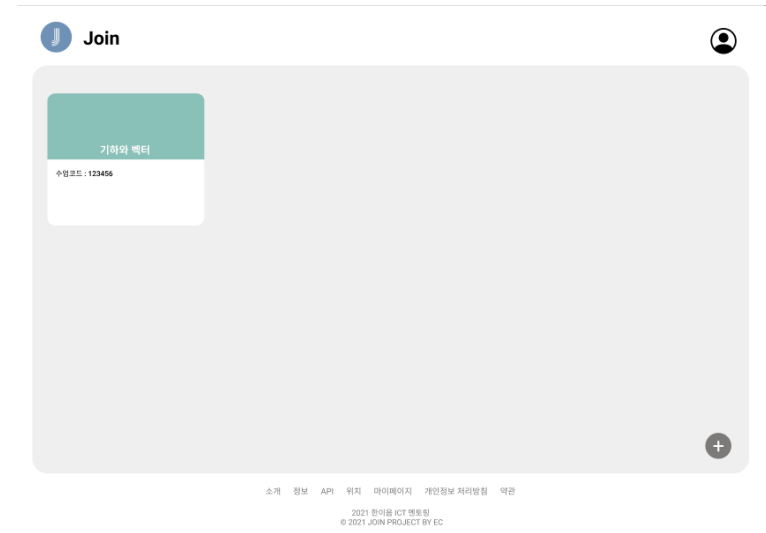 Join
기하와 벡터
수업코드 : 123456
소개 정보 API 위치 마이페이지 개인정보 처리방침 약관
2021 한이음 ICT 멘토링
© 2021 JOIN PROJECT BY EC